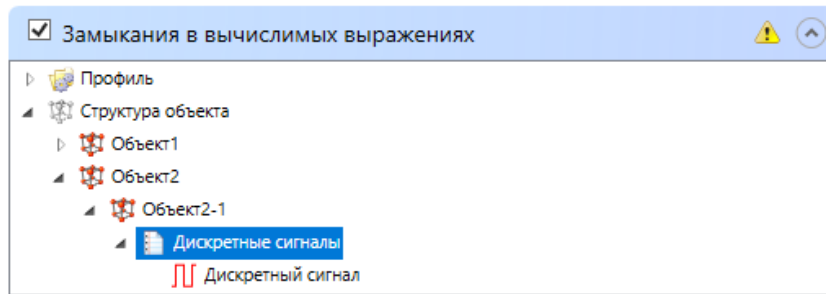 Замыкания в вычислимых выражениях
Профиль
Структура объекта
Объект1
Объект2
Объект2-1
Дискретные сигналы
Дискретный сигнал